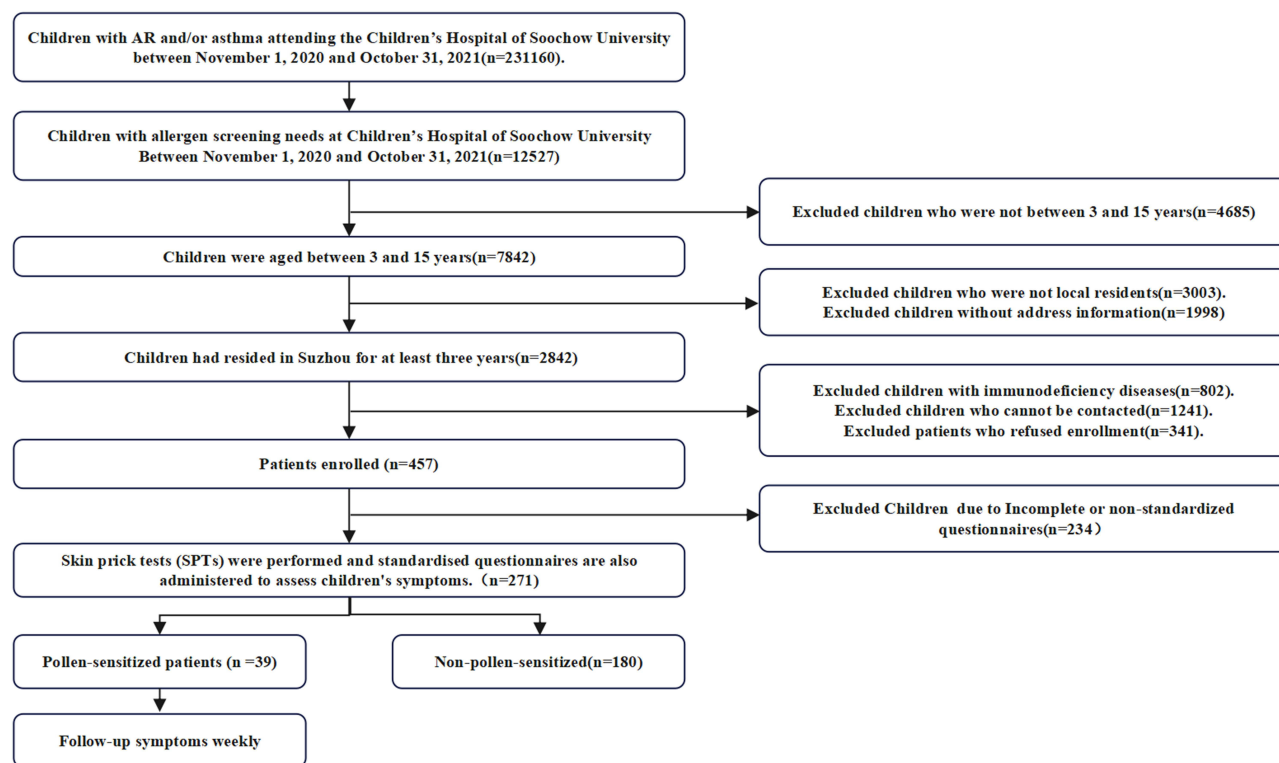 Children with AR and/or asthma attending the Children's Hospital of Soochow University
between November 1, 2020 and October 31, 2021(n=231160).
Children with allergen screening needs at Children's Hospital of Soochow University
Between November 1, 2020 and October 31, 2021(n=12527)
Excluded children who were not between 3 and 15 years(n=4685)
Children were aged between 3 and 15 years(n=7842)
Excluded children who were not local residents(n=3003).
Excluded children without address information(n=1998)
Children had resided in Suzhou for at least three years(n=2842)
Excluded children with immunodeficiency diseases(n=802).
Excluded children who cannot be contacted(n=1241).
Excluded patients who refused enrollment(n=341).
Patients enrolled (n=457)
Excluded Children due to Incomplete or non-standardized
questionnaires(n=234）
Skin prick tests (SPTs) were performed and standardised questionnaires are also
administered to assess children's symptoms.（n=271)
Pollen-sensitized patients (n =39)
Non-pollen-sensitized(n=180)
Follow-up symptoms weekly